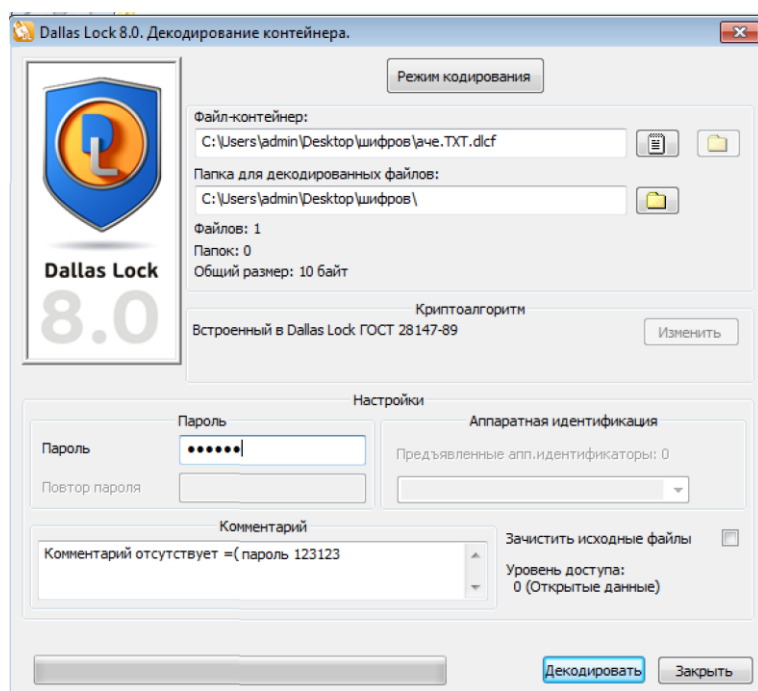 Dallas Lock 8.0. Декодирование контейнера.
Режим кодирования
Файл-контейнер:
C:\Users\admin\Desktop\шифров\аче.TXT.dlcf
Папка для декодированных файлов:
C:\Users\admin\Desktop\шифров\
Файлов: 1
Папок: 0
Общий размер: 10 байт
DL
Dallas Lock
8.0
Криптоалгоритм
Встроенный в Dallas Lock ГОСТ 28147-89
Изменить
Настройки
Пароль
Аппаратная идентификация
Пароль
••••••
Предъявленные апп.идентификаторы: 0
Повтор пароля
Комментарий
Комментарий отсутствует =( пароль 123123
Зачистить исходные файлы
Уровень доступа:
0 (Открытые данные)
Декодировать
Закрыть